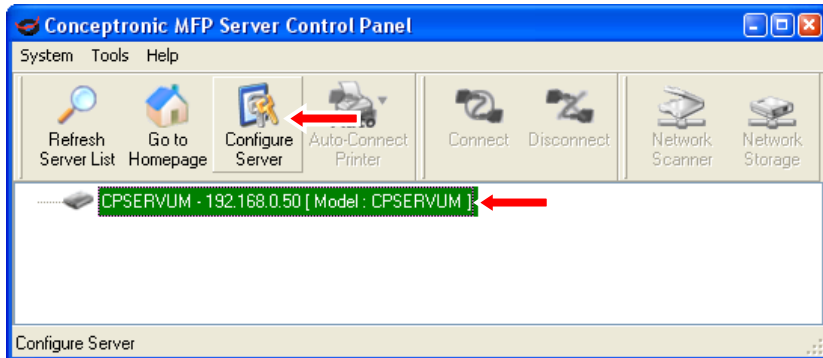 Conceptronic MFP Server Control Panel
System Tools Help
Refresh Server List
Go to Homepage
Configure Server
Auto-Connect Printer
Connect
Disconnect
Network Scanner
Network Storage
CPSERVUM - 192.168.0.50 [ Model : CPSERVUM ]
Configure Server